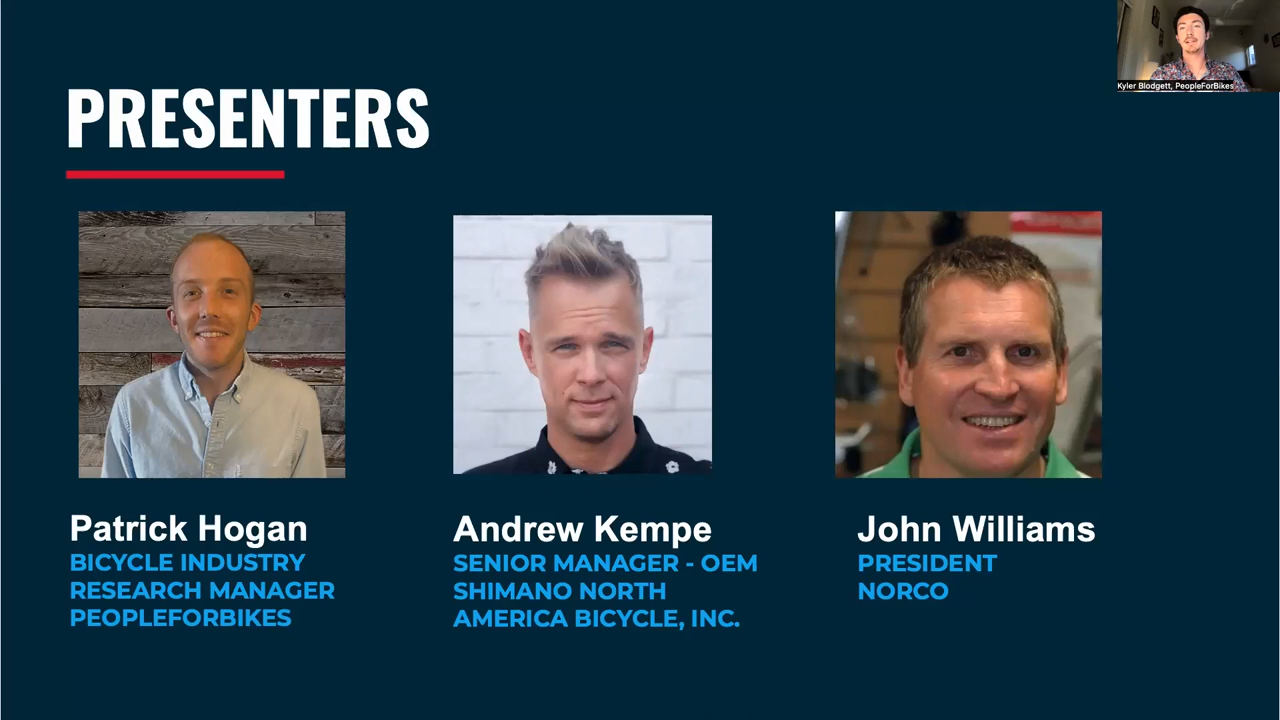 Kyler Blodgett, PeopleForBikes
PRESENTERS
Patrick Hogan
BICYCLE INDUSTRY
RESEARCH MANAGER
PEOPLEFORBIKES
Andrew Kempe
SENIOR MANAGER - OEM
SHIMANO NORTH
AMERICA BICYCLE, INC.
John Williams
PRESIDENT
NORCO